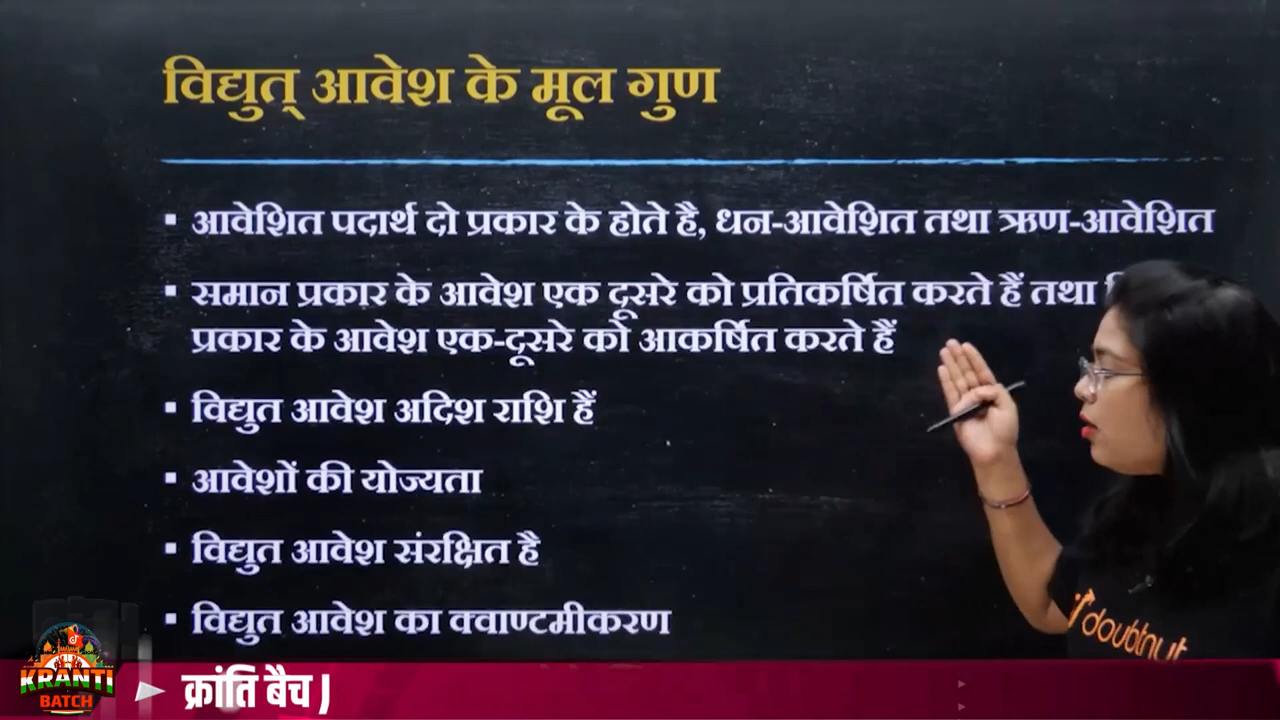 विद्युत् आवेश के मूल गुण
▪ आवेशित पदार्थ दो प्रकार के होते है, धन-आवेशित तथा ऋण-आवेशित
▪ समान प्रकार के आवेश एक दूसरे को प्रतिकर्षित करते हैं तथा
प्रकार के आवेश एक-दूसरे को आकर्षित करते हैं
▪ विद्युत आवेश अदिश राशि हैं
▪ आवेशों की योज्यता
▪ विद्युत आवेश संरक्षित है
▪ विद्युत आवेश का क्वाण्टमीकरण
doubtnut
KRANTI
BATCH
क्रांति बैच J